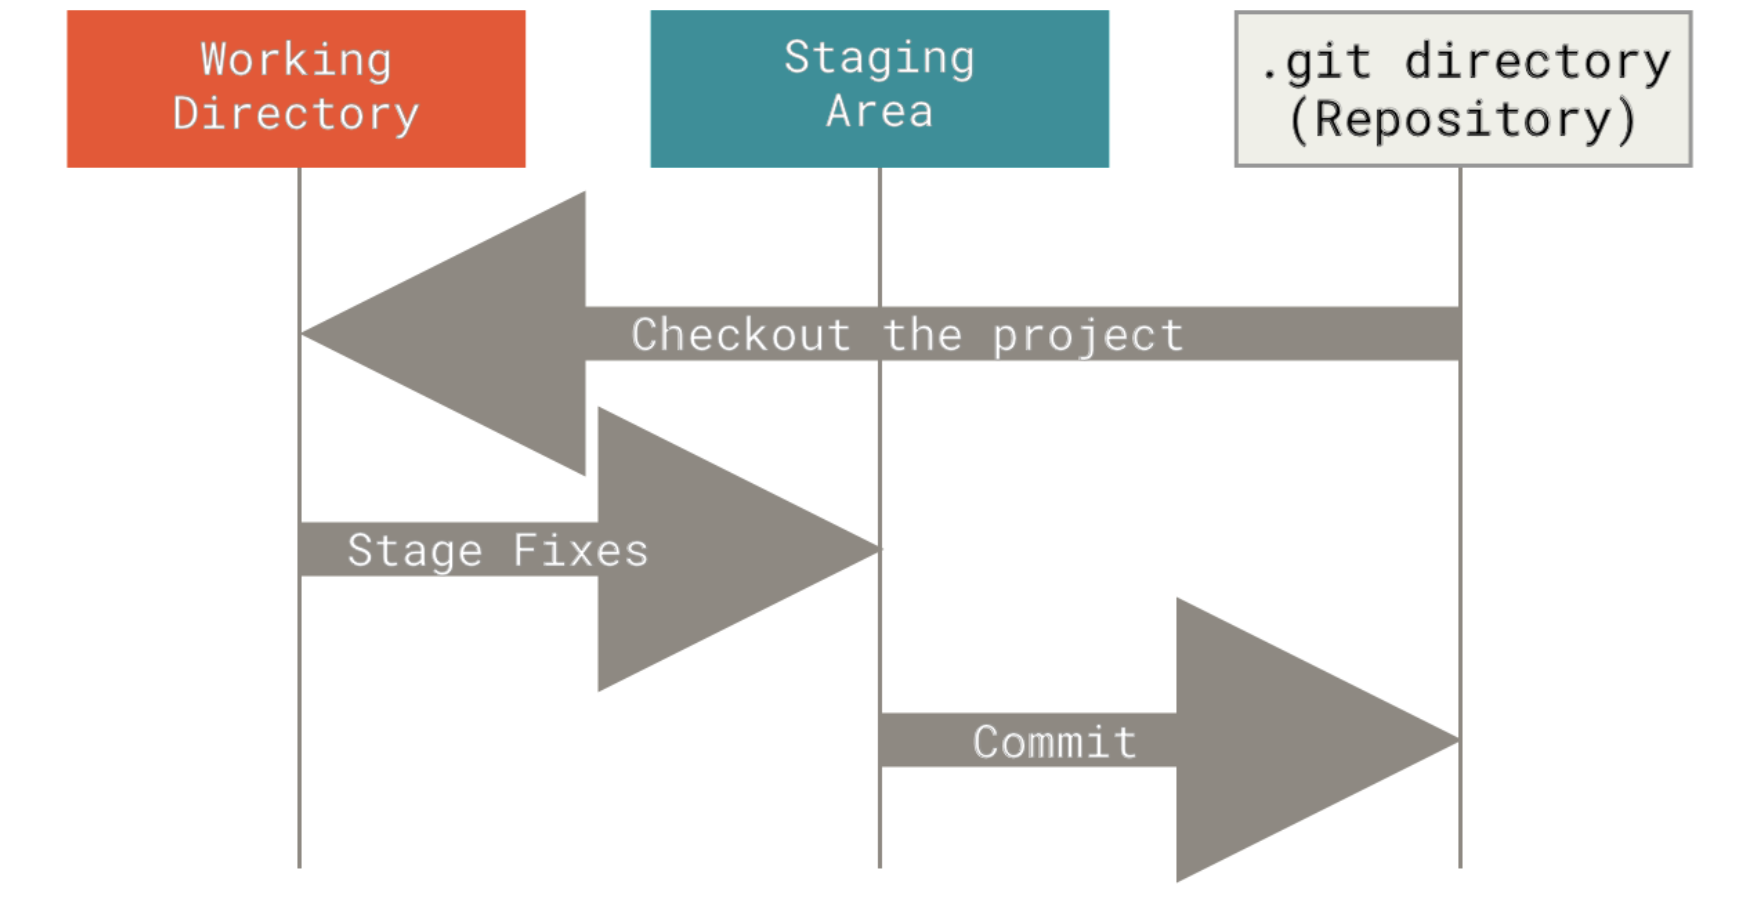 Working
Directory
Staging
Area
.git directory
(Repository)
Checkout the project
Stage Fixes
Commit